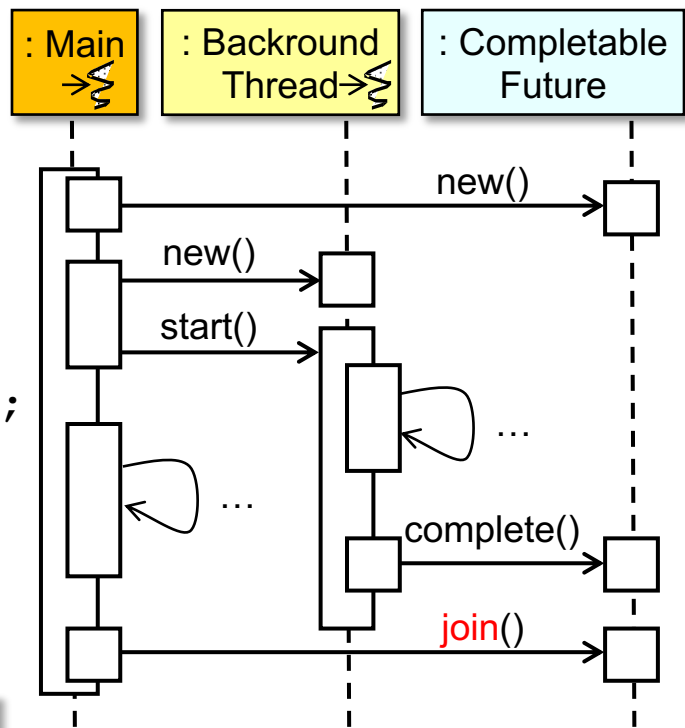 : Main
: Backround
Thread
: Completable
Future
new()
new()
start()
;
…
…
complete()
join()